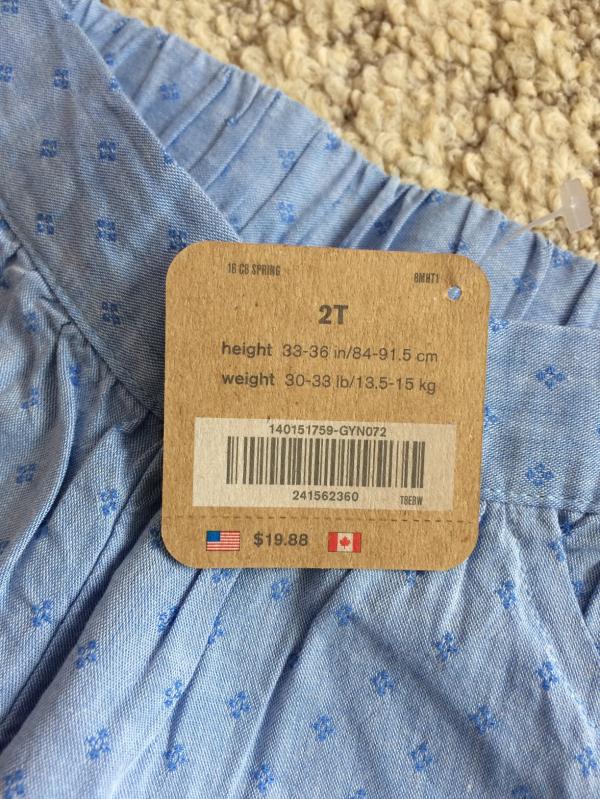 16 C8 SPRING
8MHT1
2T
height 33-36 in/84-91.5 cm
weight 30-33 lb/13.5-15 kg
140151759-GYN072
241562360
T8EBW
$19.88